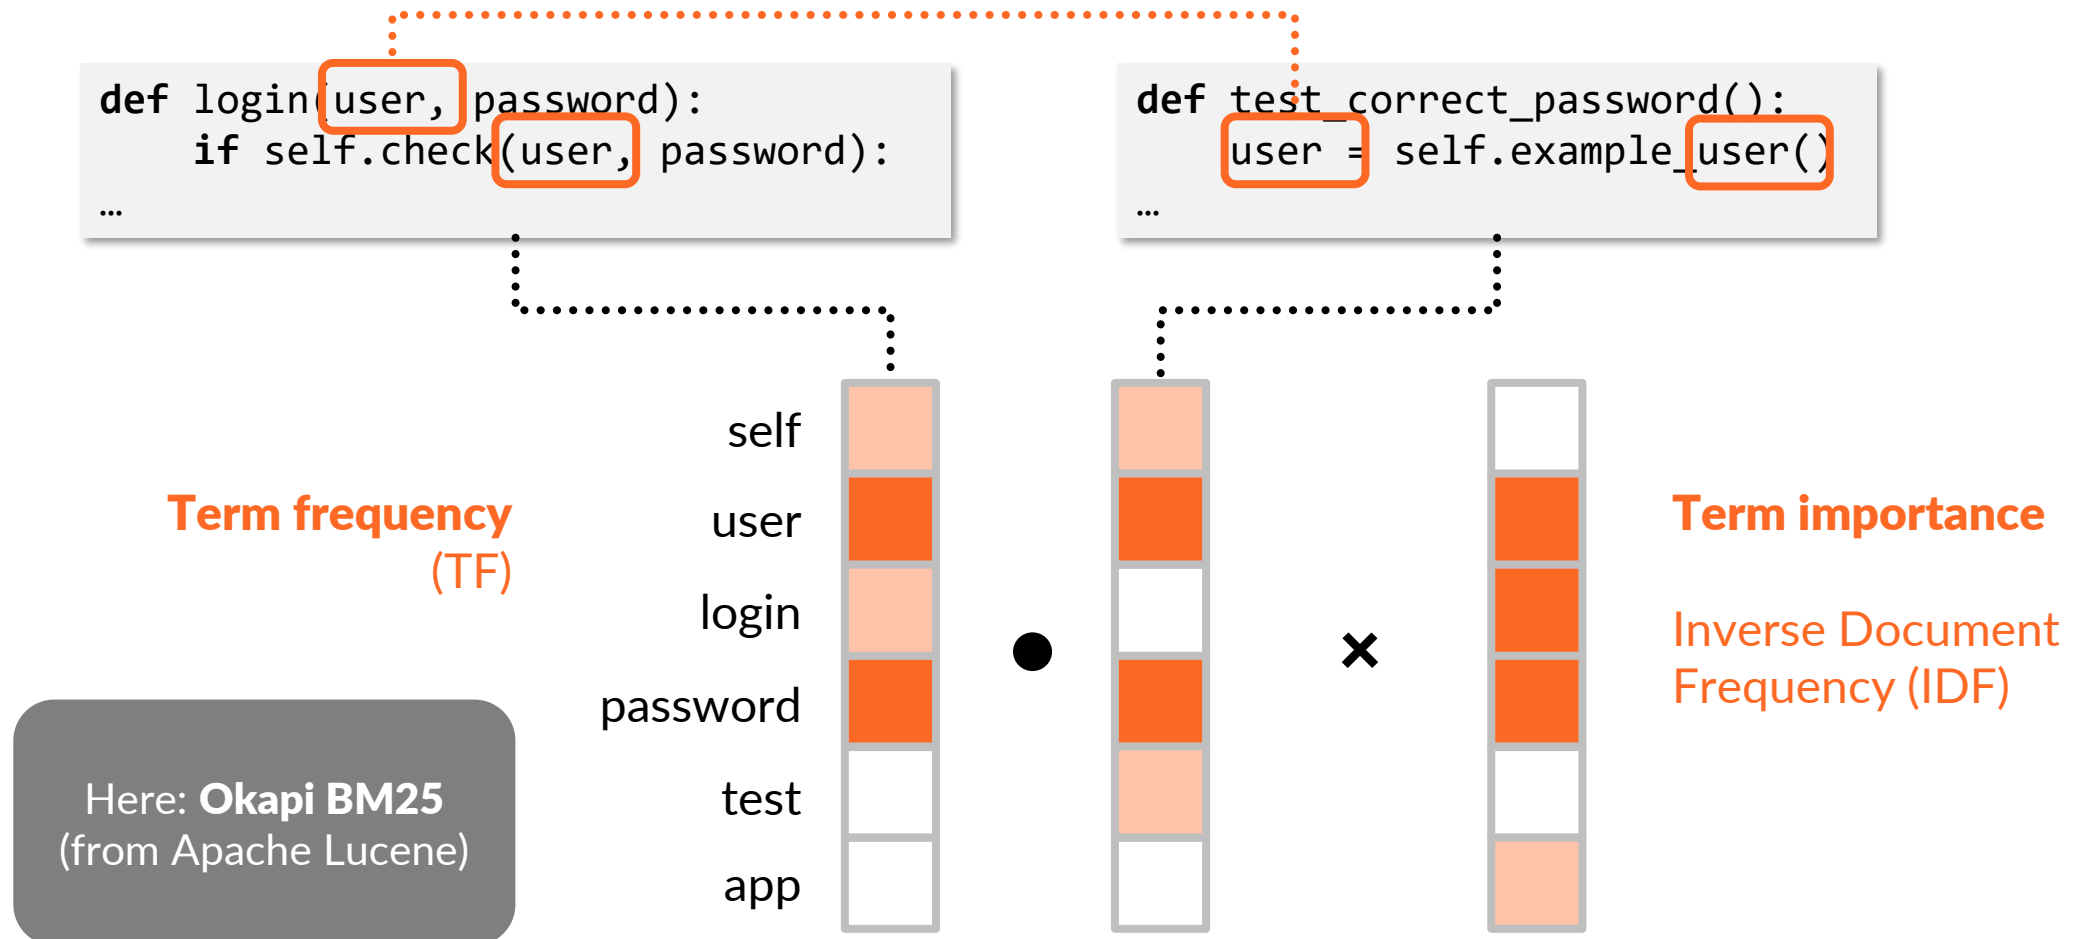 def login(user, password):
    if self.check(user, password):
…
def test_correct_password():
    user = self.example_user()
…
Term frequency
(TF)
self
user
login
password
test
app
Term importance
Inverse Document
Frequency (IDF)
Here: Okapi BM25
(from Apache Lucene)